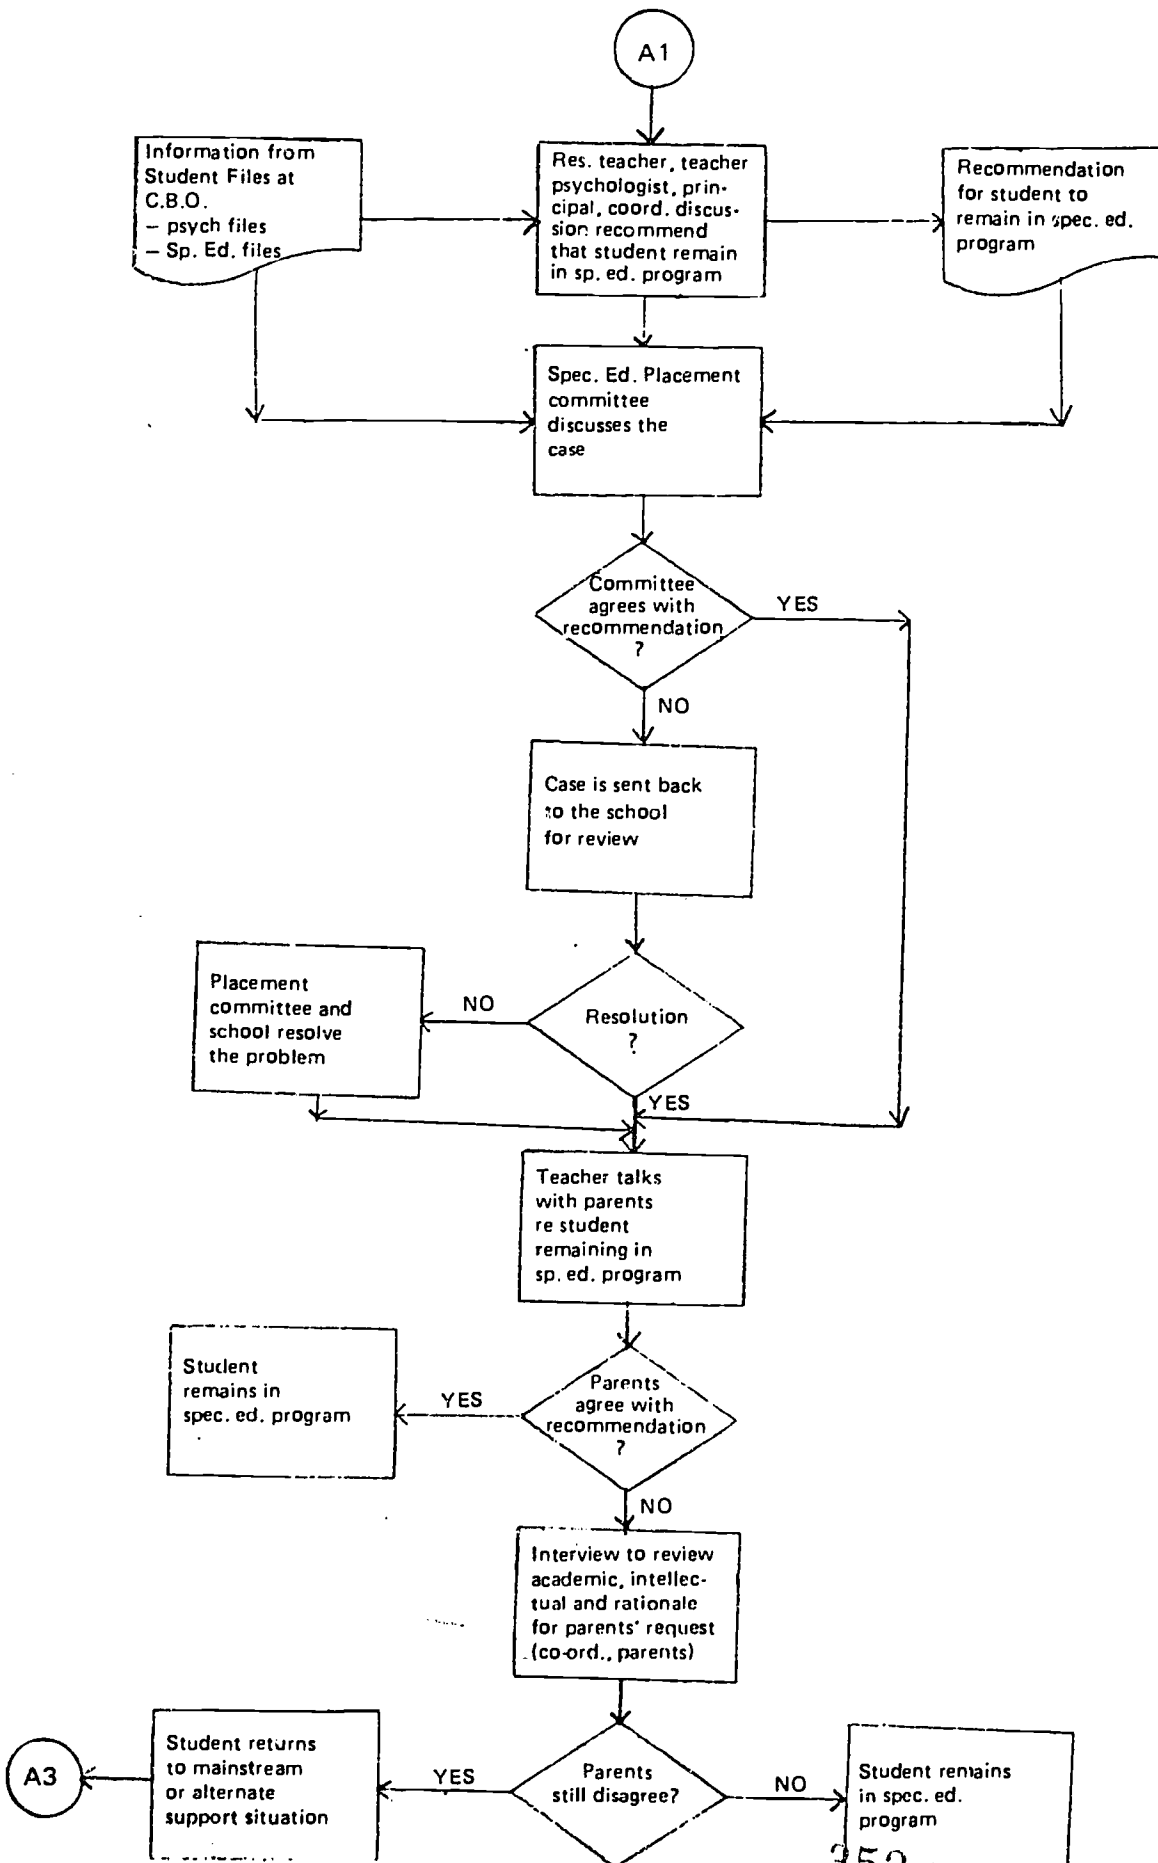 A1
Information from
Student Files at
C.B.O.
— psych files
— Sp. Ed. files
Res. teacher, teacher
psychologist, prin-
cipal, coord. discus-
sion recommend
that student remain
in sp. ed. program
Recommendation
for student to
remain in spec. ed.
program
Spec. Ed. Placement
committee
discusses the
case
Committee
agrees with
recommendation
?
YES
NO
Case is sent back
to the school
for review
Placement
committee and
school resolve
the problem
NO
Resolution
?
YES
Teacher talks
with parents
re student
remaining in
sp. ed. program
Student
remains in
spec. ed. program
YES
Parents
agree with
recommendation
?
NO
Interview to review
academic, intellec-
tual and rationale
for parents' request
(co-ord., parents)
A3
Student returns
to mainstream
or alternate
support situation
YES
Parents
still disagree?
NO
Student remains
in spec. ed.
program